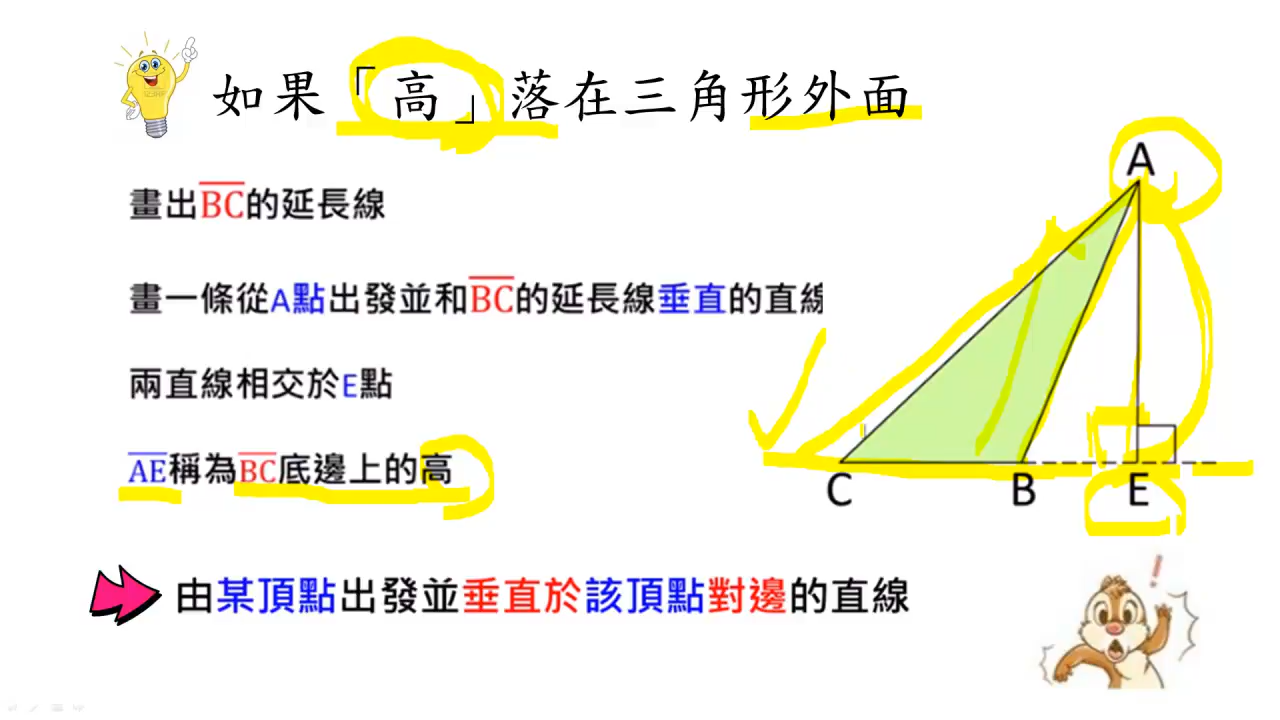 如果「高」落在三角形外面
畫出BC的延長線
畫一條從A點出發並和BC的延長線垂直的直線
兩直線相交於E點
AE稱為BC底邊上的高
由某頂點出發並垂直於該頂點對邊的直線
A
C
B
E